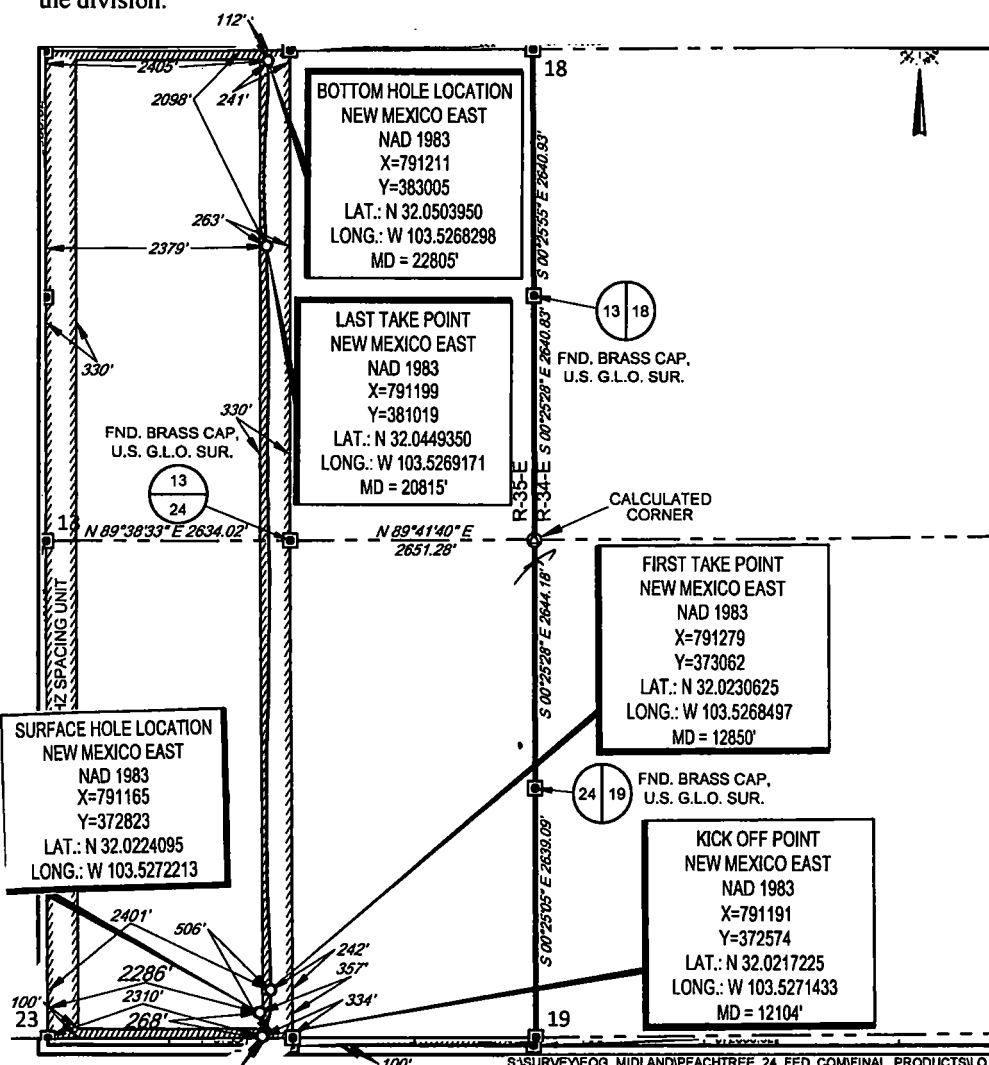 the division.
112'
2405'
2098'
241'
18
BOTTOM HOLE LOCATION
NEW MEXICO EAST
NAD 1983
X=791211
Y=383005
LAT.: N 32.0503950
LONG.: W 103.5268298
MD = 22805'
S 00°25'55" E 2640.93'
263'
2379'
13 18
FND. BRASS CAP,
U.S. G.L.O. SUR.
LAST TAKE POINT
NEW MEXICO EAST
NAD 1983
X=791199
Y=381019
LAT.: N 32.0449350
LONG.: W 103.5269171
MD = 20815'
S 00°25'28" E 2640.83'
330'
330'
FND. BRASS CAP,
U.S. G.L.O. SUR.
13
24
R-35-E
R-34-E
CALCULATED
CORNER
13
N 89°38'33" E 2634.02'
N 89°41'40" E
2651.28'
FIRST TAKE POINT
NEW MEXICO EAST
NAD 1983
X=791279
Y=373062
LAT.: N 32.0230625
LONG.: W 103.5268497
MD = 12850'
S 00°25'28" E 2644.18'
HZ SPACING UNIT
SURFACE HOLE LOCATION
NEW MEXICO EAST
NAD 1983
X=791165
Y=372823
LAT.: N 32.0224095
LONG.: W 103.5272213
24 19
FND. BRASS CAP,
U.S. G.L.O. SUR.
KICK OFF POINT
NEW MEXICO EAST
NAD 1983
X=791191
Y=372574
LAT.: N 32.0217225
LONG.: W 103.5271433
MD = 12104'
S 00°25'05" E 2639.09'
2401'
506'
242'
2286'
357'
2310'
334'
100'
268'
23
19
100'
S:\SURVEY\EOG_MIDLAND\PEACHTREE_24_FED_COM\FINAL_PRODUCTS\LO